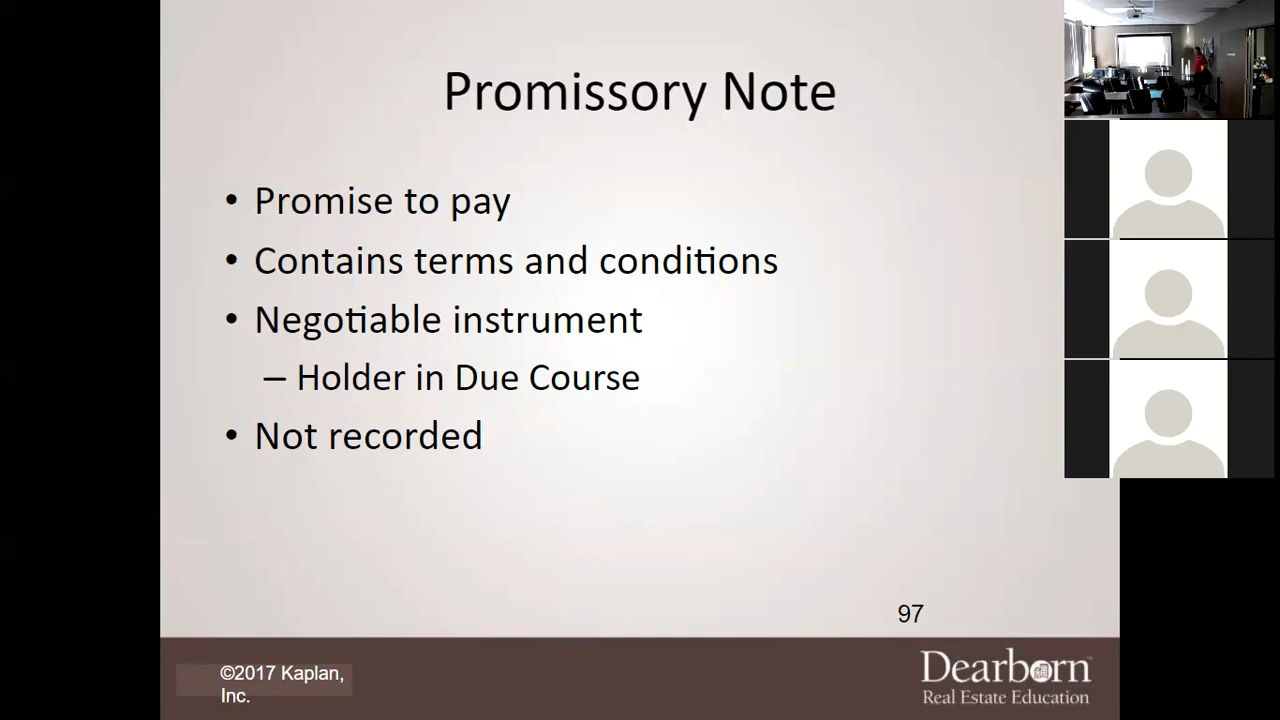 Promissory Note
• Promise to pay
• Contains terms and conditions
• Negotiable instrument
– Holder in Due Course
• Not recorded
97
©2017 Kaplan,
Inc.
Dearborn™
Real Estate Education